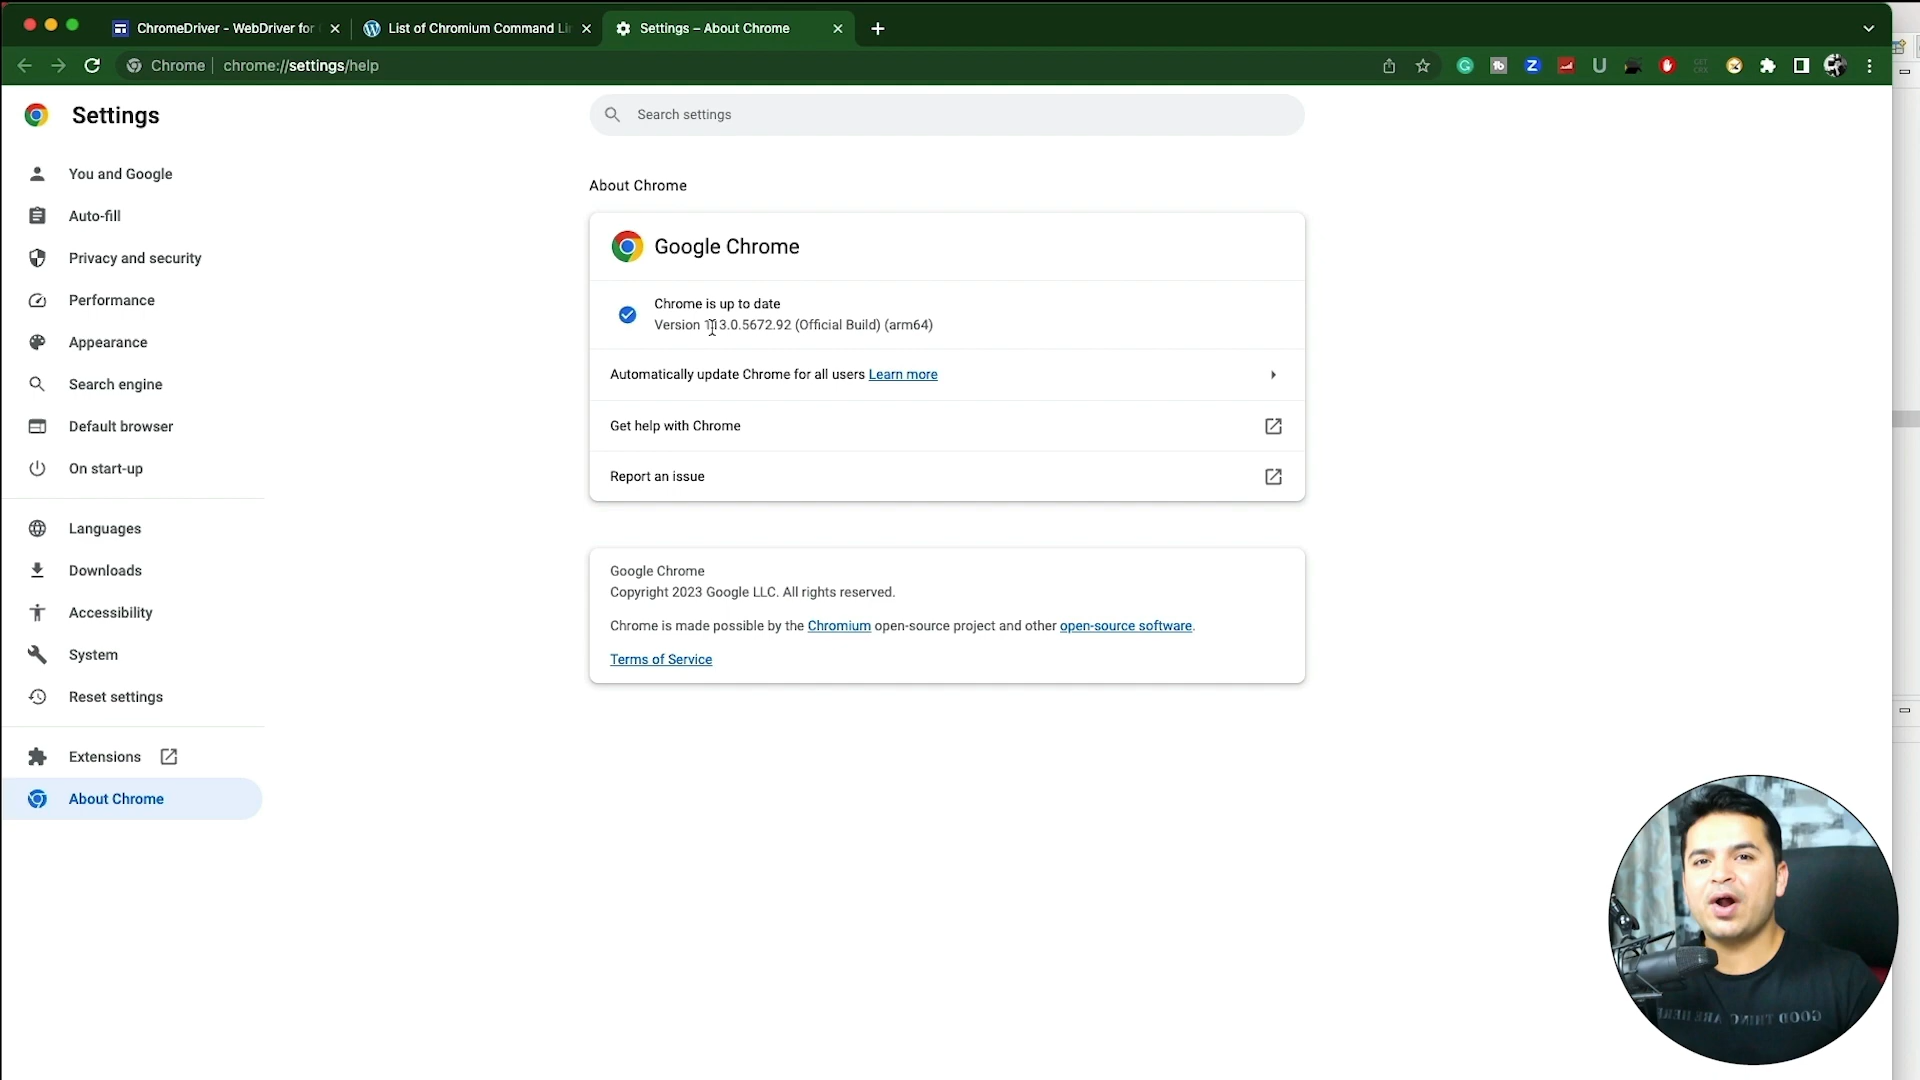 ChromeDriver - WebDriver for
List of Chromium Command Li
Settings – About Chrome
Chrome
chrome://settings/help
Settings
Search settings
You and Google
Auto-fill
Privacy and security
Performance
Appearance
Search engine
Default browser
On start-up
Languages
Downloads
Accessibility
System
Reset settings
Extensions
About Chrome
About Chrome
Google Chrome
Chrome is up to date
Version 113.0.5672.92 (Official Build) (arm64)
Automatically update Chrome for all users Learn more
Get help with Chrome
Report an issue
Google Chrome
Copyright 2023 Google LLC. All rights reserved.
Chrome is made possible by the Chromium open-source project and other open-source software.
Terms of Service